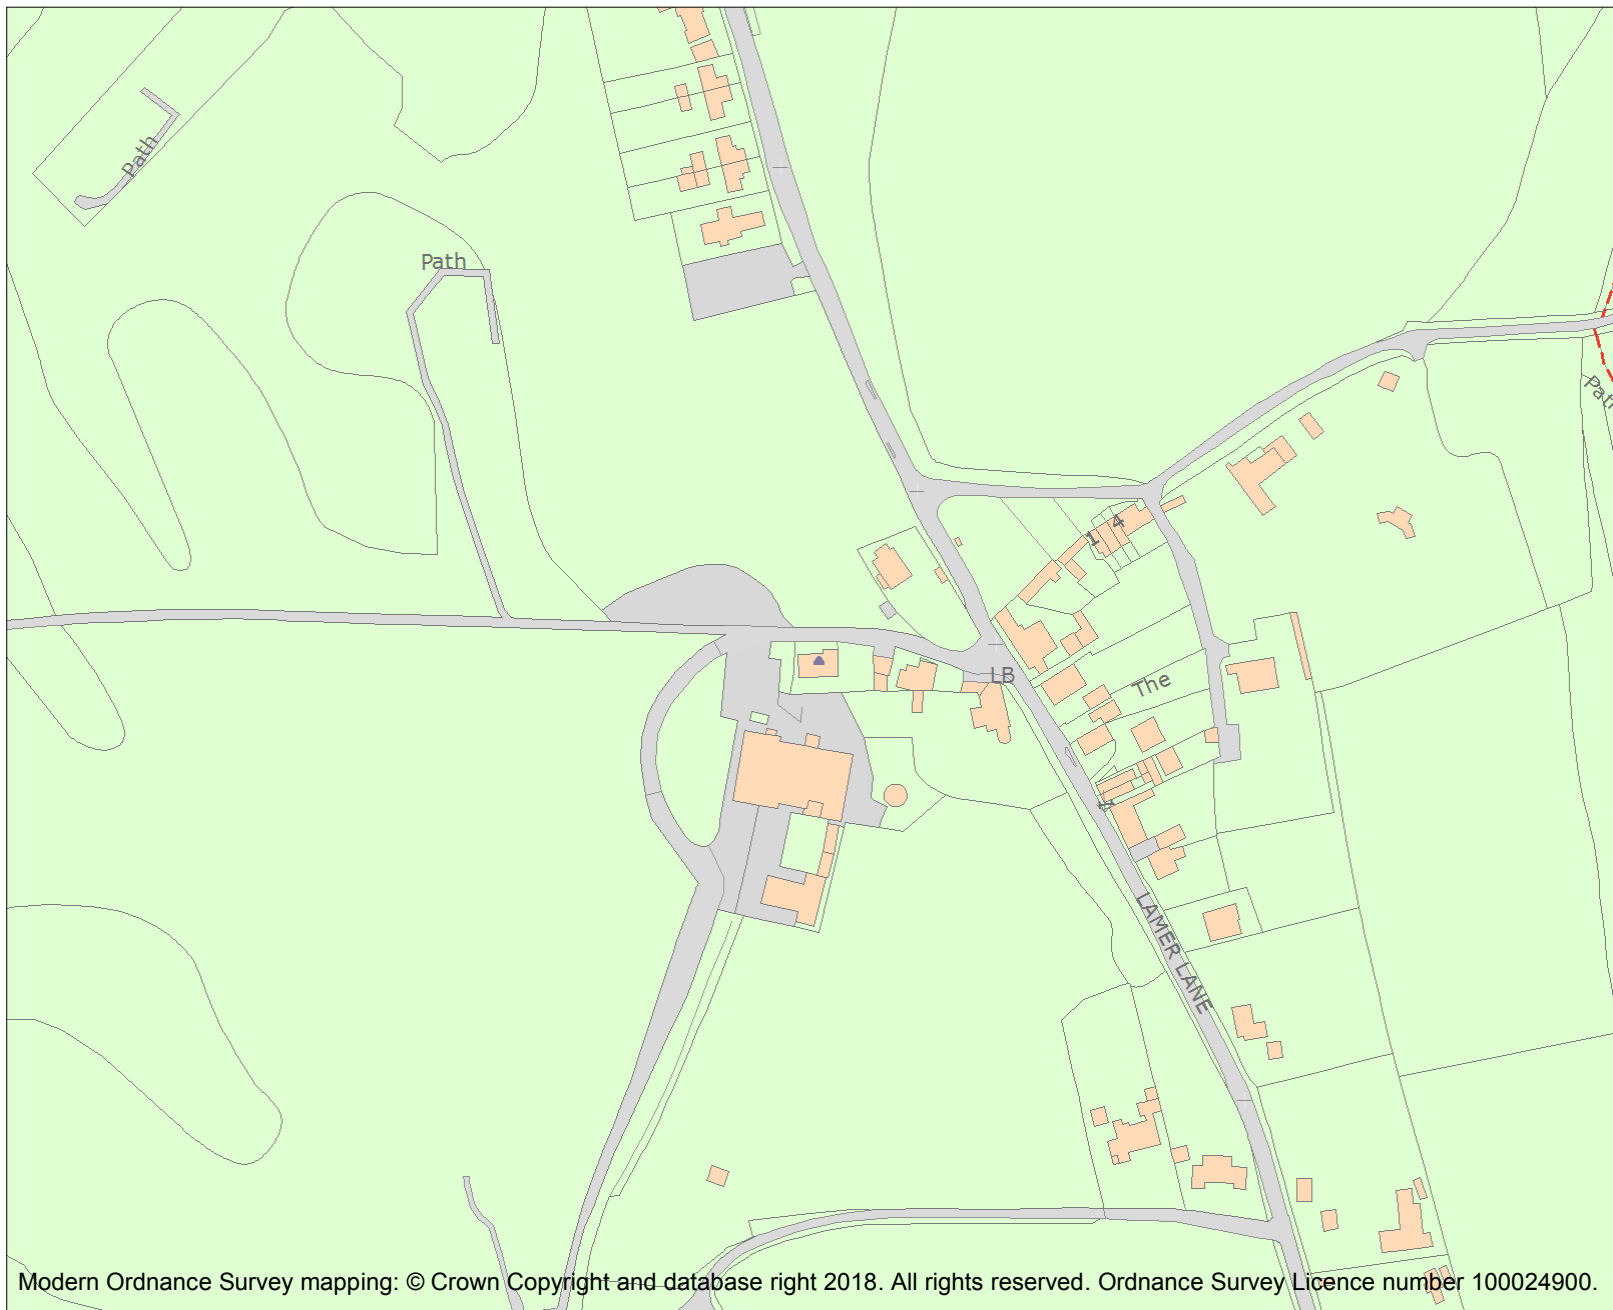 Path
Path
Path
4
1
LB
The
LAMER LANE
Modern Ordnance Survey mapping: © Crown Copyright and database right 2018. All rights reserved. Ordnance Survey Licence number 100024900.